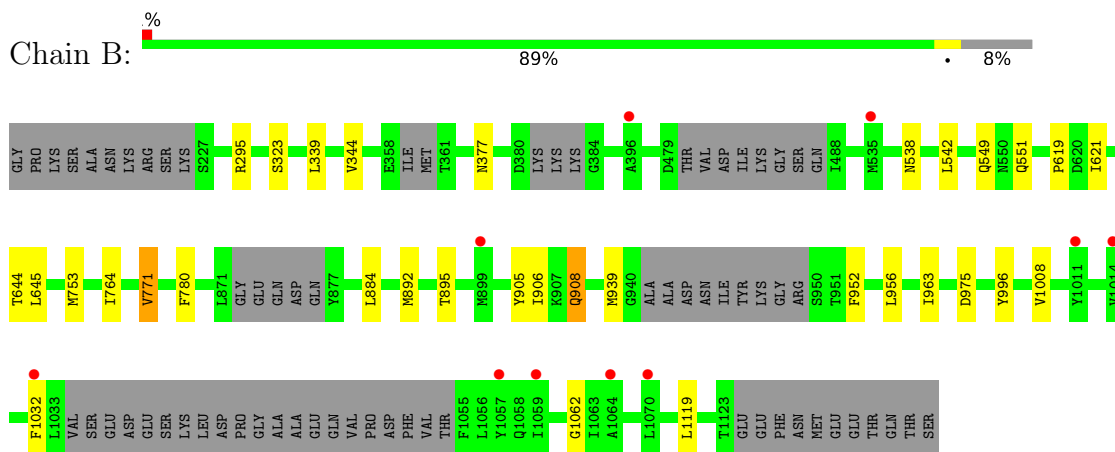 %
Chain B:
89%
•
8%
GLY PRO LYS SER ALA ASN LYS ARG SER LYS S227 R295 S323 L339 V344 E358 ILE MET T361 N377 D380 LYS LYS LYS G384 A396 D479 THR VAL ASP ILE LYS GLY SER GLN I488 M535 N538 L542 Q549 N550 Q551 P619 D620 I621
T644 L645 M753 I764 V771 F780 L871 GLY GLU GLN ASP GLN Y877 L884 M892 T895 M899 Y905 I906 K907 Q908 M939 G940 ALA ALA ASP ASN ILE TYR LYS GLY ARG S950 T951 F952 L956 I963 D975 Y996 V1008 Y1011
F1032 L1033 VAL SER GLU ASP GLU SER LYS LEU ASP PRO GLY ALA ALA GLU GLN VAL PRO ASP PHE VAL THR F1055 L1056 Y1057 Q1058 I1059 G1062 I1063 A1064 L1070 L1119 T1123 GLU GLU PHE ASN MET GLU GLU THR GLN THR SER